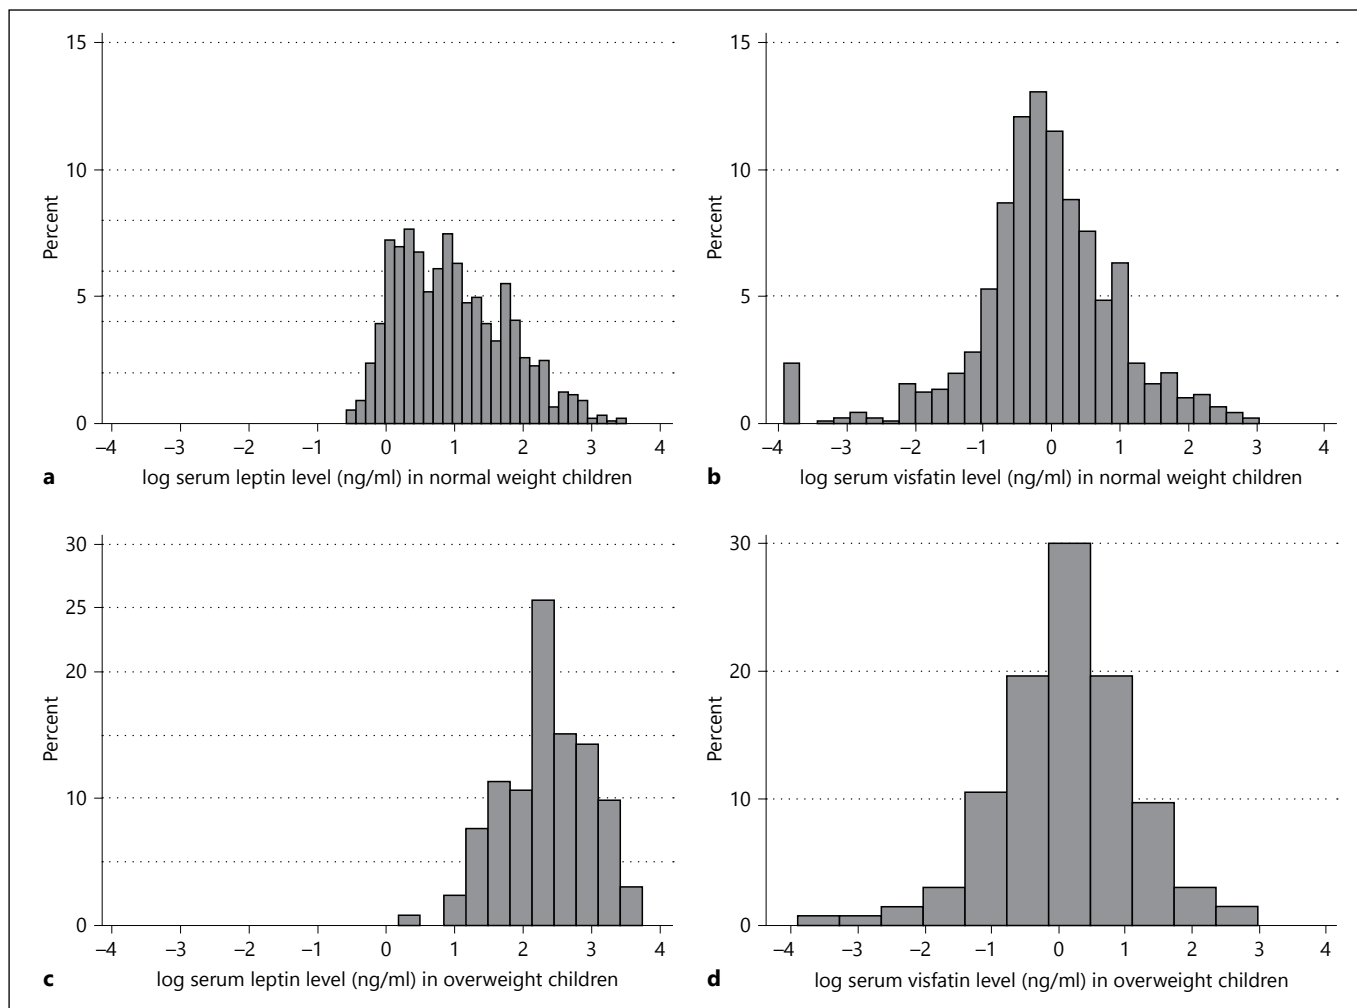 15
10
5
0
Percent
–4 –3 –2 –1 0 1 2 3 4
a log serum leptin level (ng/ml) in normal weight children
15
10
5
0
Percent
–4 –3 –2 –1 0 1 2 3 4
b log serum visfatin level (ng/ml) in normal weight children
30
25
20
15
10
5
0
Percent
–4 –3 –2 –1 0 1 2 3 4
c log serum leptin level (ng/ml) in overweight children
30
20
10
0
Percent
–4 –3 –2 –1 0 1 2 3 4
d log serum visfatin level (ng/ml) in overweight children